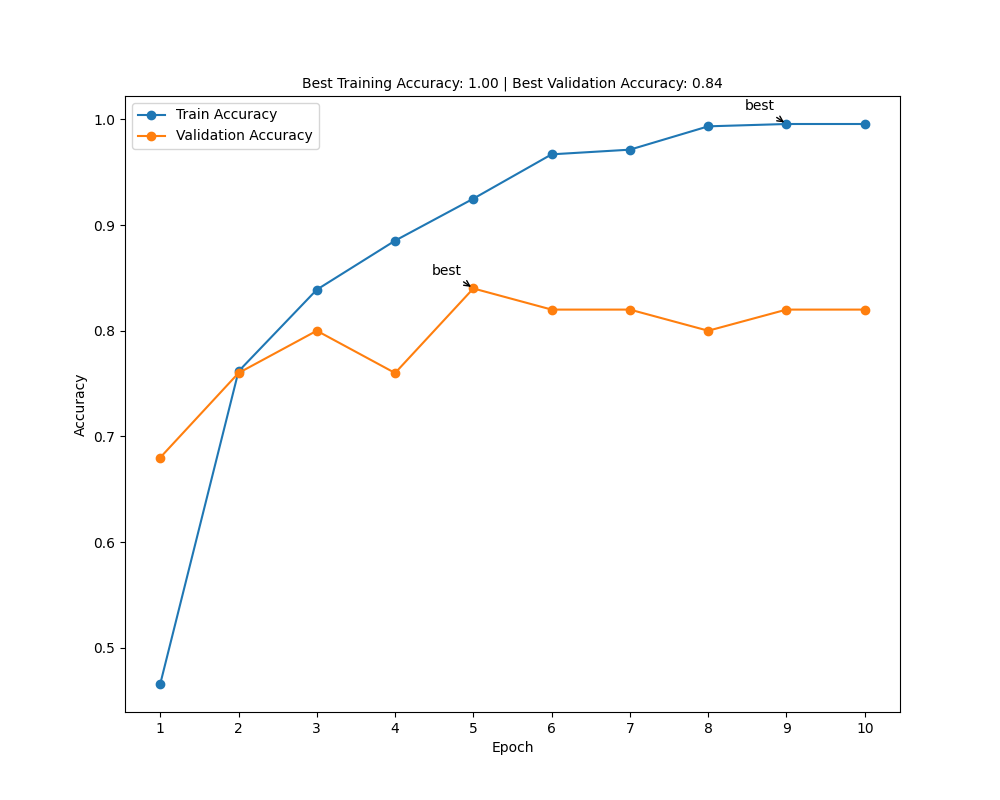 Best Training Accuracy: 1.00 | Best Validation Accuracy: 0.84
Train Accuracy
Validation Accuracy
best
best
1.0
0.9
0.8
0.7
0.6
0.5
Accuracy
1 2 3 4 5 6 7 8 9 10
Epoch